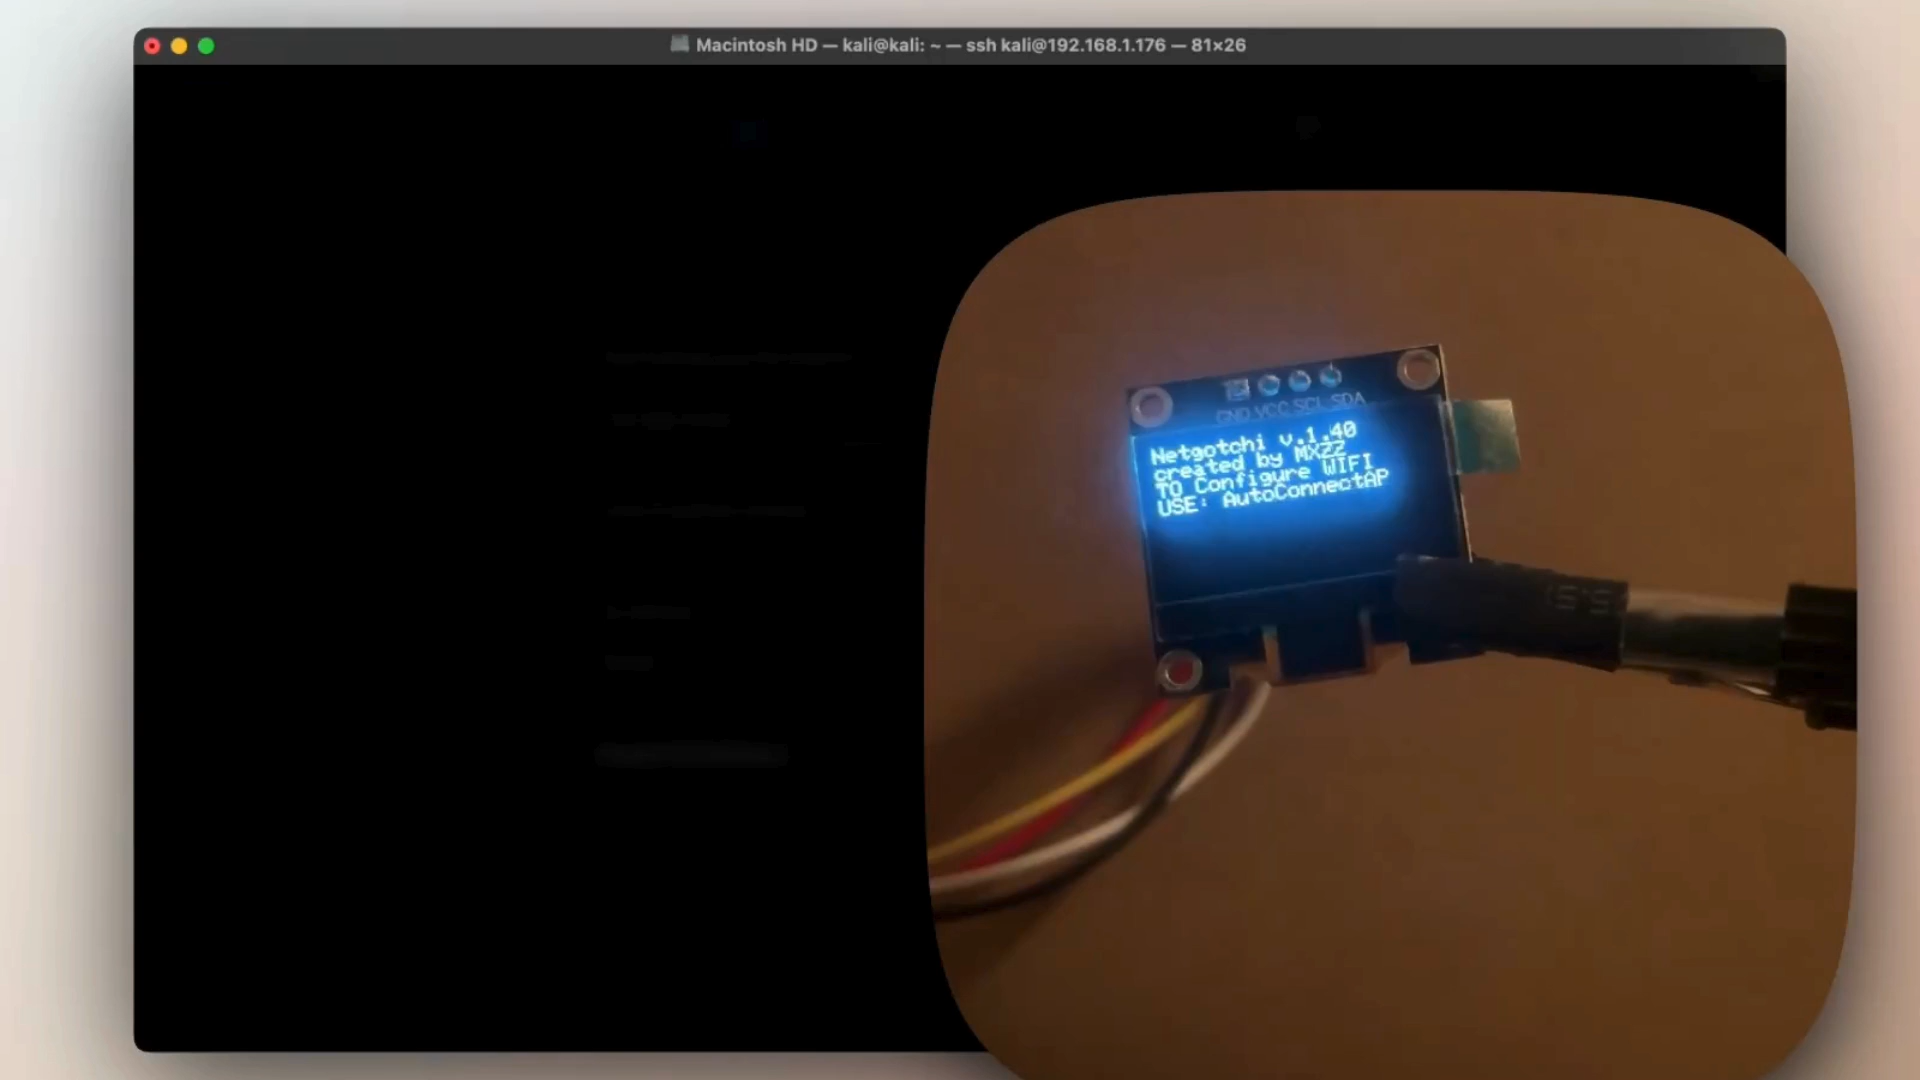 Macintosh HD — kali@kali: ~ — ssh kali@192.168.1.176 — 81×26
GND VCC SCL SDA
Netgotchi v.1.40
created by MXZZ
TO Configure WIFI
USE: AutoConnectAP